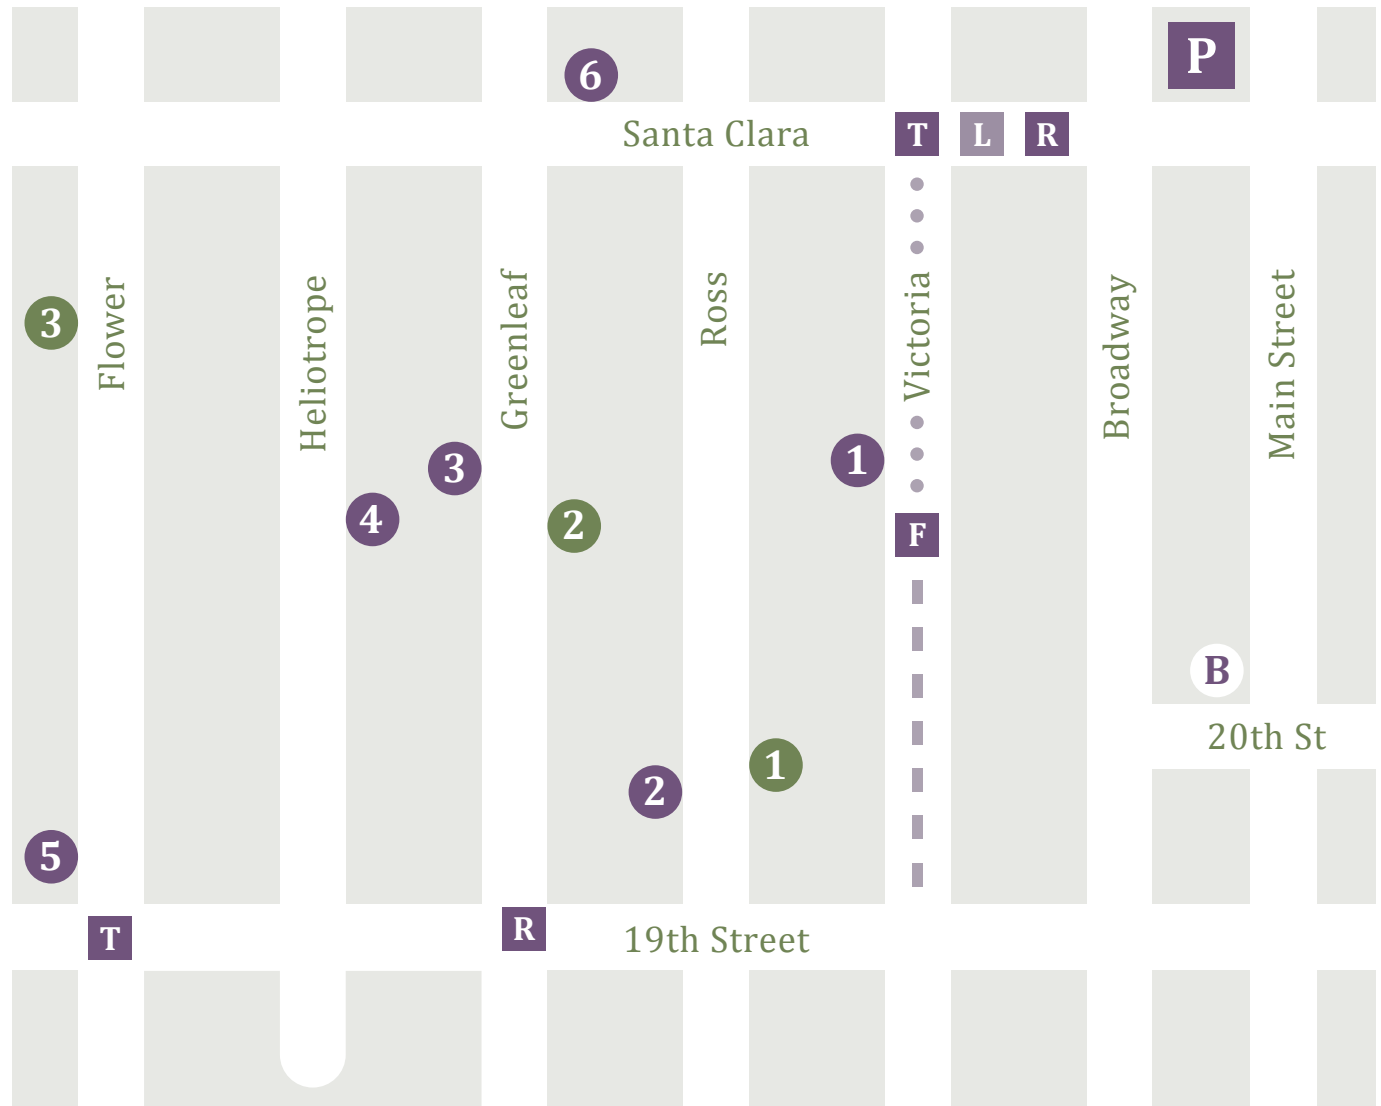 P
6
Santa Clara
T
L
R
3
Flower
Heliotrope
Greenleaf
Ross
Victoria
Broadway
Main Street
1
3
4
2
F
B
20th St
1
2
5
T
R
19th Street